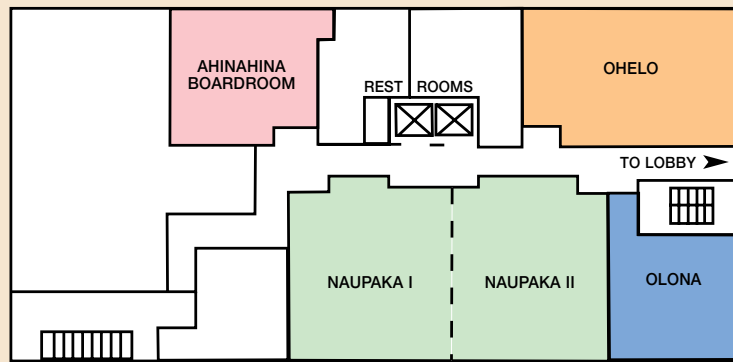 AHINAHINA
BOARDROOM
REST ROOMS
OHELO
TO LOBBY
NAUPAKA I
NAUPAKA II
OLONA